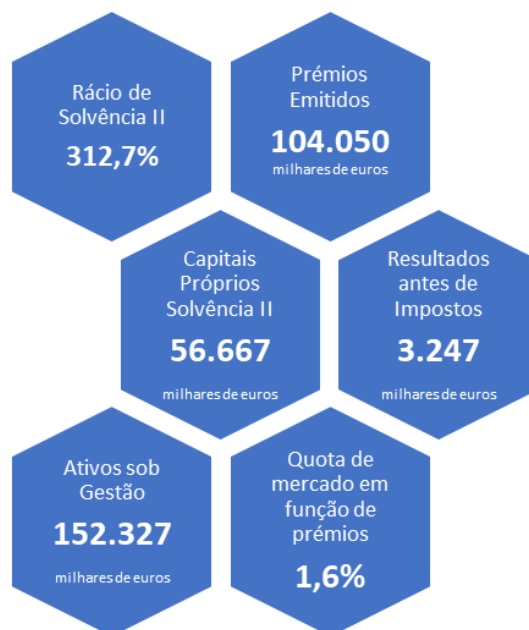 Rácio de
Solvência II
312,7%
Prémios
Emitidos
104.050
milhares de euros
Capitais
Próprios
Solvência II
56.667
milhares de euros
Resultados
antes de
Impostos
3.247
milhares de euros
Ativos sob
Gestão
152.327
milhares de euros
Quota de
mercado em
função de
prémios
1,6%